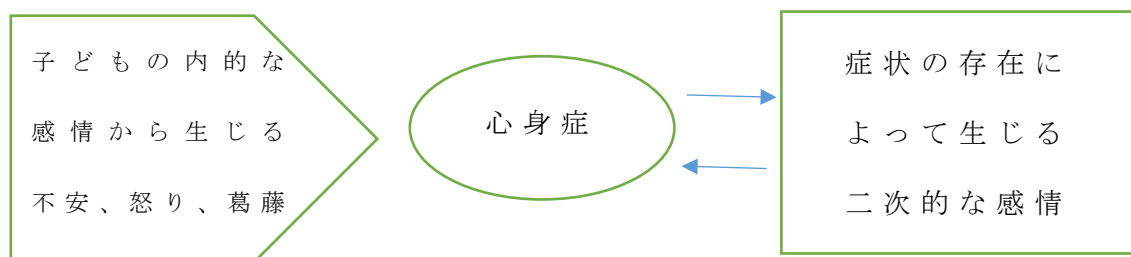 子どもの内的な
感情から生じる
不安、怒り、葛藤
心身症
症状の存在に
よって生じる
二次的な感情